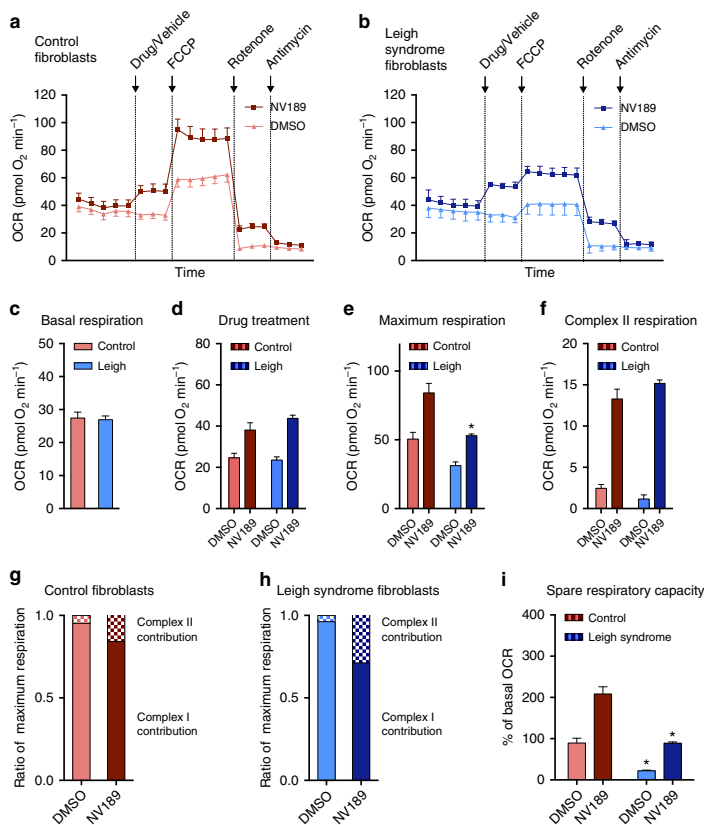 a
Control
fibroblasts
Drug/Vehicle
FCCP
Rotenone
Antimycin
OCR (pmol O₂ min⁻¹)
120
100
80
60
40
20
0
NV189
DMSO
Time
b
Leigh
syndrome
fibroblasts
Drug/Vehicle
FCCP
Rotenone
Antimycin
OCR (pmol O₂ min⁻¹)
120
100
80
60
40
20
0
NV189
DMSO
Time
c
Basal respiration
OCR (pmol O₂ min⁻¹)
50
40
30
20
10
0
Control
Leigh
d
Drug treatment
OCR (pmol O₂ min⁻¹)
80
60
40
20
0
Control
Leigh
DMSO
NV189
DMSO
NV189
e
Maximum respiration
OCR (pmol O₂ min⁻¹)
100
50
0
Control
Leigh
*
DMSO
NV189
DMSO
NV189
f
Complex II respiration
OCR (pmol O₂ min⁻¹)
20
15
10
5
0
Control
Leigh
DMSO
NV189
DMSO
NV189
g
Control fibroblasts
Ratio of maximum respiration
1.0
0.5
0.0
Complex II
contribution
Complex I
contribution
DMSO
NV189
h
Leigh syndrome fibroblasts
Ratio of maximum respiration
1.0
0.5
0.0
Complex II
contribution
Complex I
contribution
DMSO
NV189
i
Spare respiratory capacity
% of basal OCR
400
300
200
100
0
Control
Leigh syndrome
*
*
DMSO
NV189
DMSO
NV189